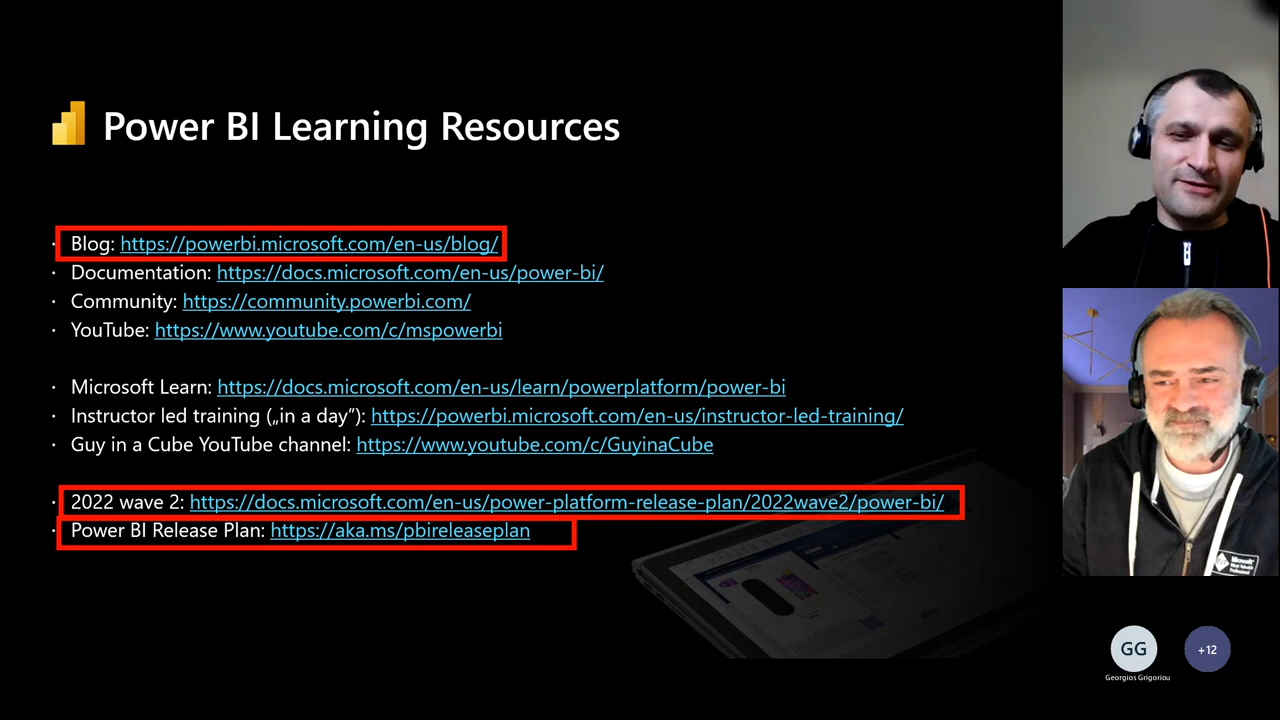 Power BI Learning Resources
· Blog: https://powerbi.microsoft.com/en-us/blog/
· Documentation: https://docs.microsoft.com/en-us/power-bi/
· Community: https://community.powerbi.com/
· YouTube: https://www.youtube.com/c/mspowerbi
· Microsoft Learn: https://docs.microsoft.com/en-us/learn/powerplatform/power-bi
· Instructor led training („in a day”): https://powerbi.microsoft.com/en-us/instructor-led-training/
· Guy in a Cube YouTube channel: https://www.youtube.com/c/GuyinaCube
· 2022 wave 2: https://docs.microsoft.com/en-us/power-platform-release-plan/2022wave2/power-bi/
· Power BI Release Plan: https://aka.ms/pbireleaseplan
Microsoft
Most Valuable
Professional
GG
+12
Georgios Grigoriou